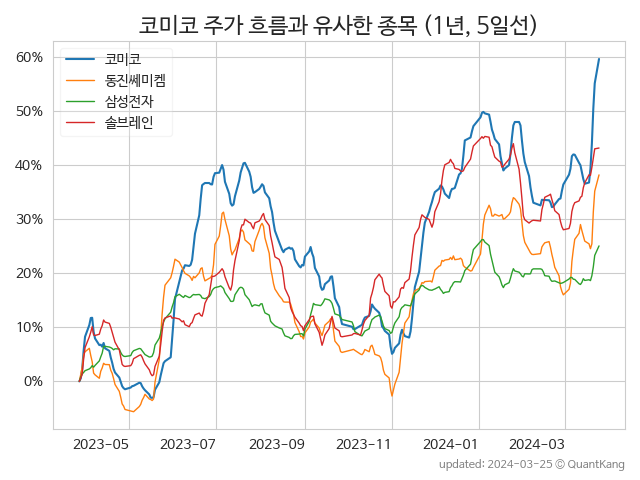 코미코 주가 흐름과 유사한 종목 (1년, 5일선)
60%
50%
40%
30%
20%
10%
0%
코미코
동진쎄미켐
삼성전자
솔브레인
2023-05
2023-07
2023-09
2023-11
2024-01
2024-03
updated: 2024-03-25 ⓒ QuantKang